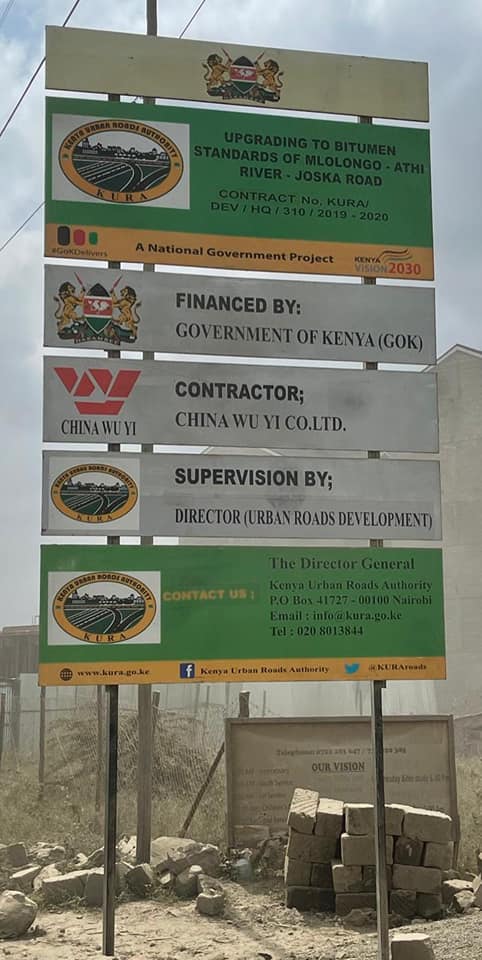 KENYA URBAN ROADS AUTHORITY
KURA
UPGRADING TO BITUMEN
STANDARDS OF MLOLONGO - ATHI
RIVER - JOSKA ROAD
CONTRACT No, KURA/
DEV / HQ / 310 / 2019 - 2020
#GoKDelivers
A National Government Project
KENYA
VISION 2030
FINANCED BY:
GOVERNMENT OF KENYA (GOK)
CHINA WU YI
CONTRACTOR;
CHINA WU YI CO.LTD.
KENYA URBAN ROADS AUTHORITY
KURA
SUPERVISION BY;
DIRECTOR (URBAN ROADS DEVELOPMENT)
KENYA URBAN ROADS AUTHORITY
KURA
CONTACT US ;
The Director General
Kenya Urban Roads Authority
P.O Box 41727 - 00100 Nairobi
Email : info@kura.go.ke
Tel : 020 8013844
www.kura.go.ke
Kenya Urban Roads Authority
@KURAroads
Telephone:
OUR VISION